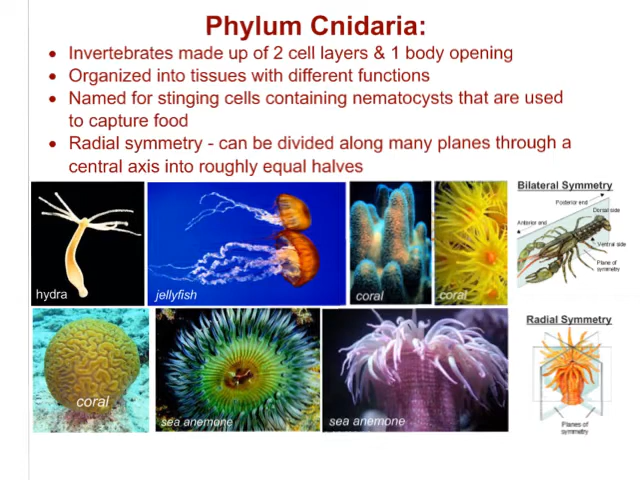 Phylum Cnidaria:
• Invertebrates made up of 2 cell layers & 1 body opening
• Organized into tissues with different functions
• Named for stinging cells containing nematocysts that are used
to capture food
• Radial symmetry - can be divided along many planes through a
central axis into roughly equal halves
hydra
jellyfish
coral
coral
Bilateral Symmetry
Posterior end
Dorsal side
Anterior end
Ventral side
Plane of
symmetry
coral
sea anemone
sea anemone
Radial Symmetry
Planes of
symmetry